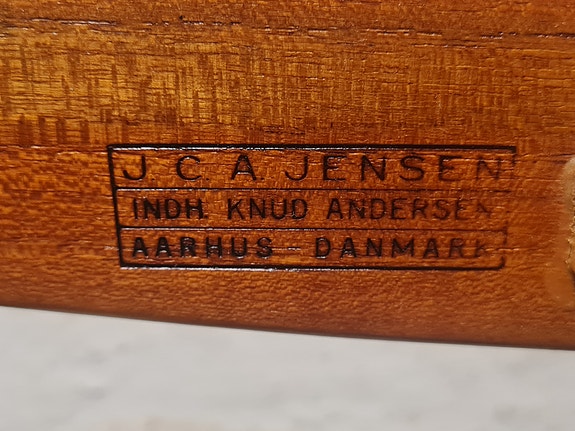 J C A JENSEN
INDH. KNUD ANDERSEN
AARHUS - DANMARK